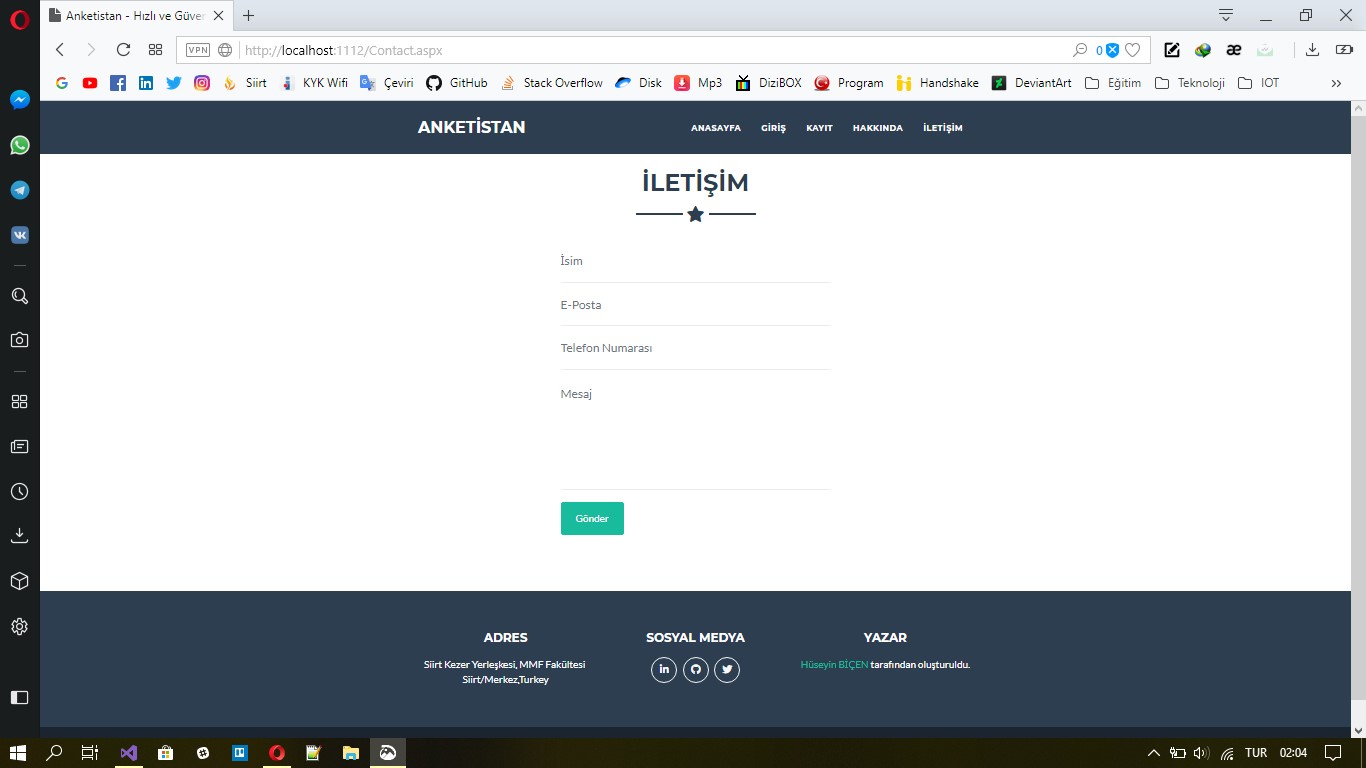 Anketistan - Hızlı ve Güver
VPN http://localhost:1112/Contact.aspx 0
Siirt KYK Wifi Çeviri GitHub Stack Overflow Disk Mp3 DiziBOX Program Handshake DeviantArt Eğitim Teknoloji IOT
ANKETİSTAN ANASAYFA GİRİŞ KAYIT HAKKINDA İLETİŞİM
İLETİŞİM
İsim
E-Posta
Telefon Numarası
Mesaj
Gönder
ADRES SOSYAL MEDYA YAZAR
Siirt Kezer Yerleşkesi, MMF Fakültesi Hüseyin BİÇEN tarafından oluşturuldu.
Siirt/Merkez,Turkey
TUR 02:04